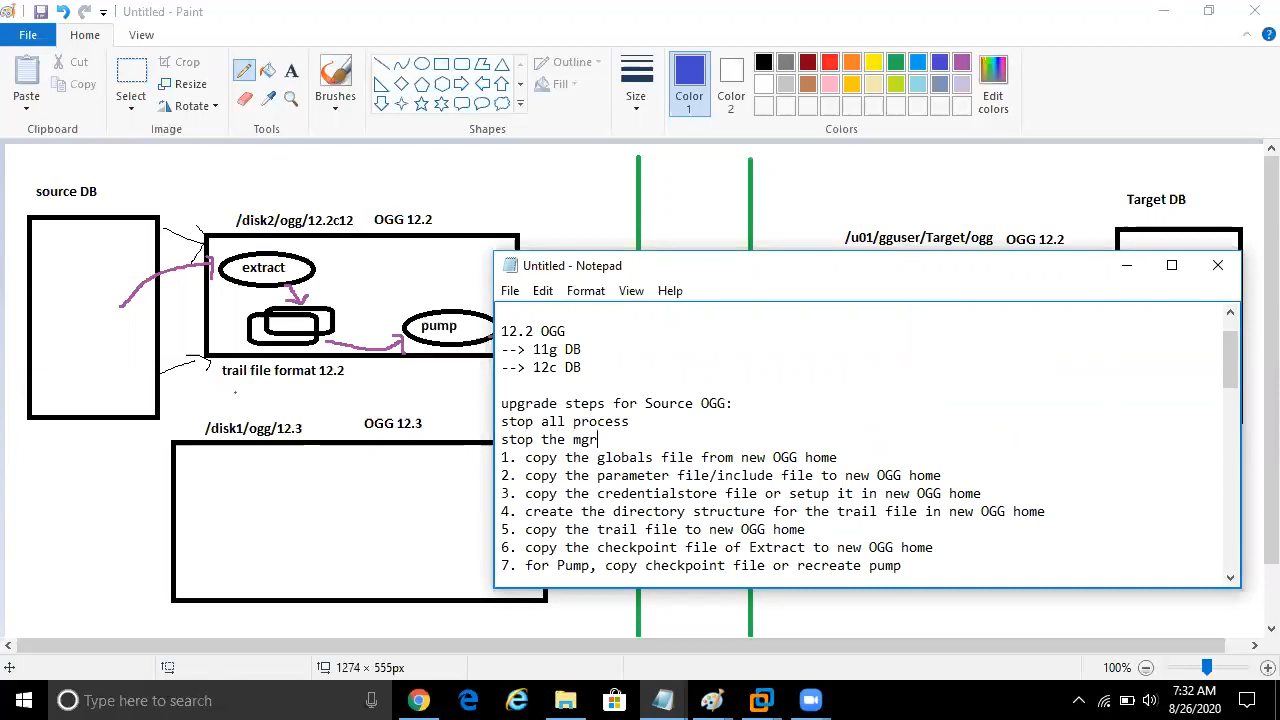 Untitled - Paint
File
Home
View
Paste
Cut
Copy
Clipboard
Select
Crop
Resize
Rotate
Image
A
Tools
Brushes
Outline
Fill
Shapes
Size
Color
1
Color
2
Edit
colors
Colors
source DB
/disk2/ogg/12.2c12 OGG 12.2
extract
pump
trail file format 12.2
/disk1/ogg/12.3 OGG 12.3
Target DB
/u01/gguser/Target/ogg OGG 12.2
Untitled - Notepad
File Edit Format View Help
12.2 OGG
--> 11g DB
--> 12c DB
upgrade steps for Source OGG:
stop all process
stop the mgr
1. copy the globals file from new OGG home
2. copy the parameter file/include file to new OGG home
3. copy the credentialstore file or setup it in new OGG home
4. create the directory structure for the trail file in new OGG home
5. copy the trail file to new OGG home
6. copy the checkpoint file of Extract to new OGG home
7. for Pump, copy checkpoint file or recreate pump
1274 × 555px
100%
Type here to search
7:32 AM
8/26/2020